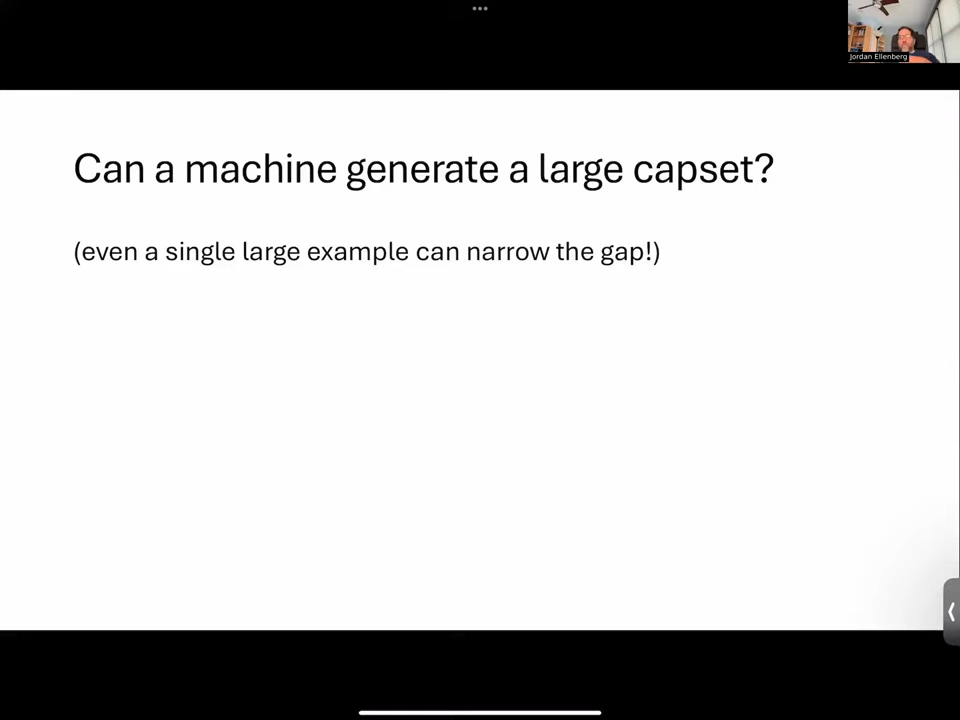 Jordan Ellenberg
Can a machine generate a large capset?
(even a single large example can narrow the gap!)